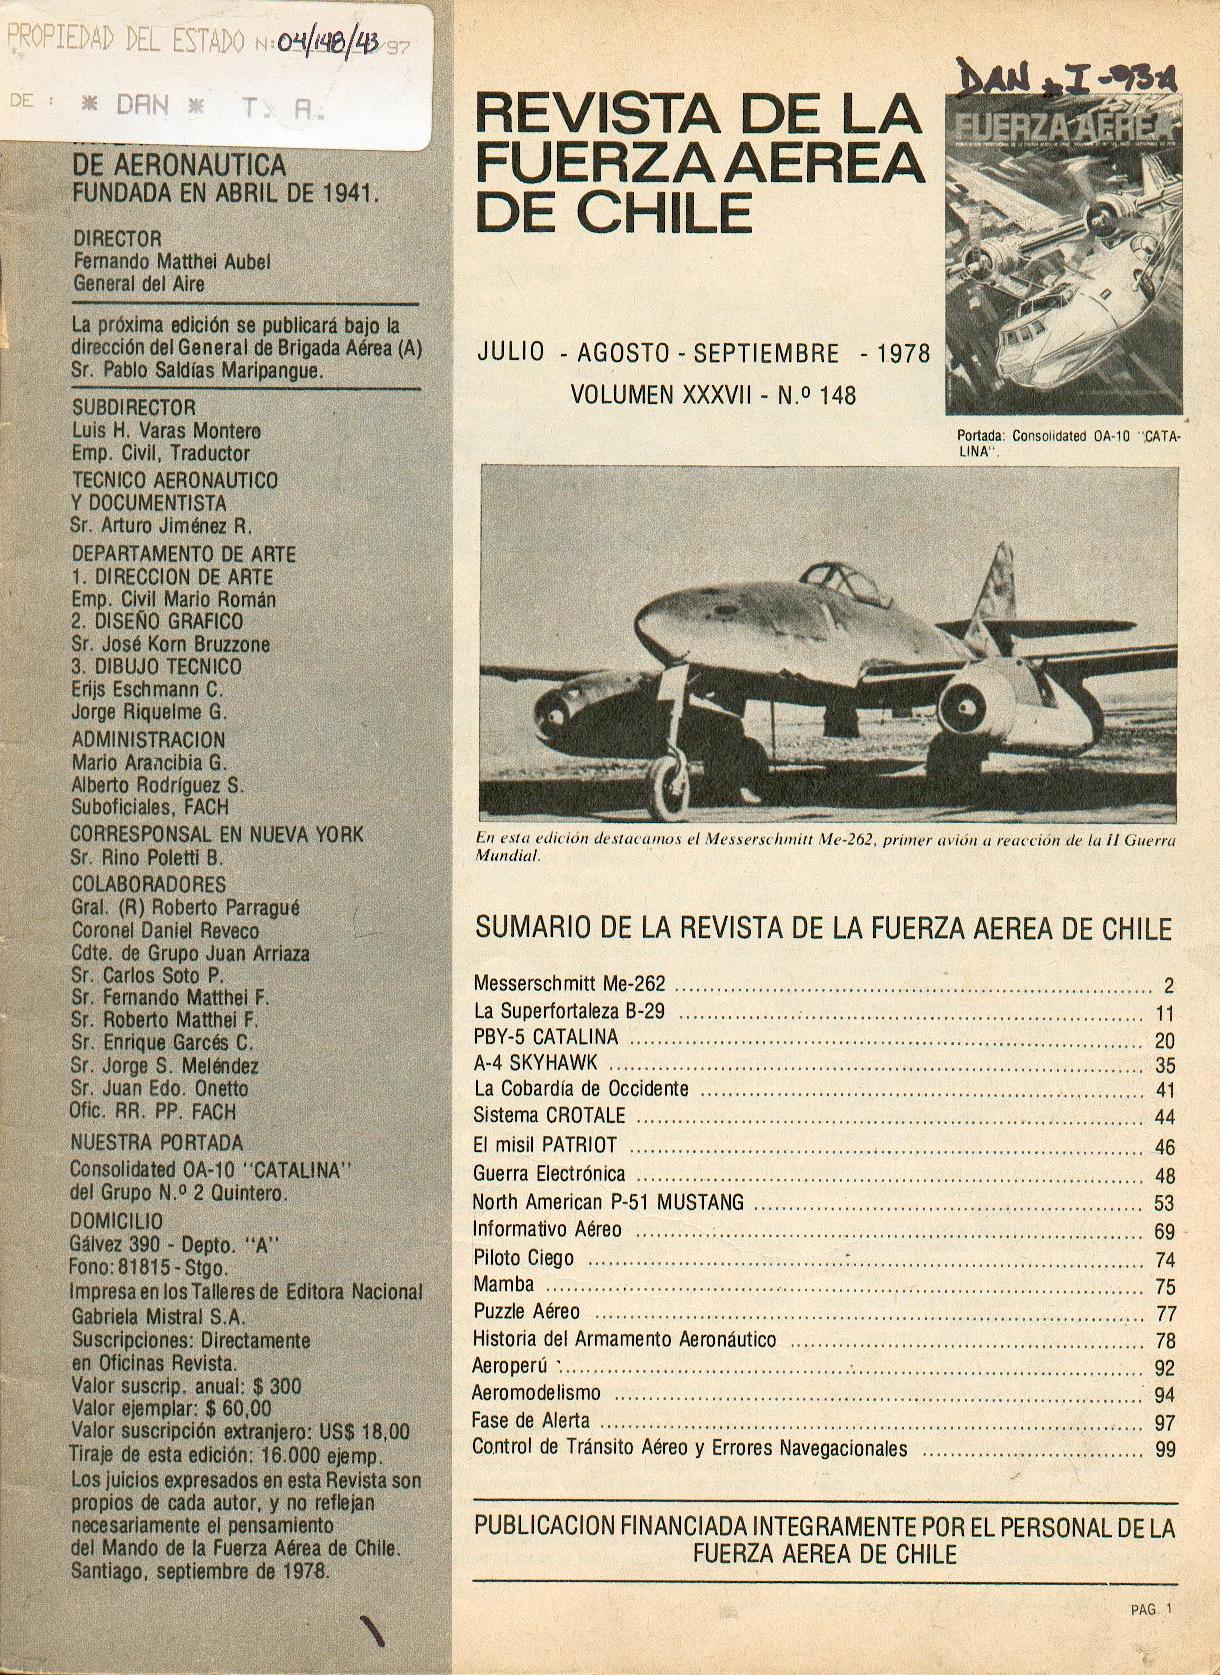 PROPIEDAD DEL ESTADO N: 04/148/43/97
DE : * DAN * T. A.
DE AERONAUTICA
FUNDADA EN ABRIL DE 1941.
DIRECTOR
Fernando Matthei Aubel
General del Aire
La próxima edición se publicará bajo la
dirección del General de Brigada Aérea (A)
Sr. Pablo Saldías Maripangue.
SUBDIRECTOR
Luis H. Varas Montero
Emp. Civil, Traductor
TECNICO AERONAUTICO
Y DOCUMENTISTA
Sr. Arturo Jiménez R.
DEPARTAMENTO DE ARTE
1. DIRECCION DE ARTE
Emp. Civil Mario Román
2. DISEÑO GRAFICO
Sr. José Korn Bruzzone
3. DIBUJO TECNICO
Erijs Eschmann C.
Jorge Riquelme G.
ADMINISTRACION
Mario Arancibia G.
Alberto Rodríguez S.
Suboficiales, FACH
CORRESPONSAL EN NUEVA YORK
Sr. Rino Poletti B.
COLABORADORES
Gral. (R) Roberto Parragué
Coronel Daniel Reveco
Cdte. de Grupo Juan Arriaza
Sr. Carlos Soto P.
Sr. Fernando Matthei F.
Sr. Roberto Matthei F.
Sr. Enrique Garcés C.
Sr. Jorge S. Meléndez
Sr. Juan Edo. Onetto
Ofic. RR. PP. FACH
NUESTRA PORTADA
Consolidated OA-10 "CATALINA"
del Grupo N.º 2 Quintero.
DOMICILIO
Gálvez 390 - Depto. "A"
Fono: 81815 - Stgo.
Impresa en los Talleres de Editora Nacional
Gabriela Mistral S.A.
Suscripciones: Directamente
en Oficinas Revista.
Valor suscrip. anual: $ 300
Valor ejemplar: $ 60,00
Valor suscripción extranjero: US$ 18,00
Tiraje de esta edición: 16.000 ejemp.
Los juicios expresados en esta Revista son
propios de cada autor, y no reflejan
necesariamente el pensamiento
del Mando de la Fuerza Aérea de Chile.
Santiago, septiembre de 1978.
DAN - I-93-A
REVISTA DE LA
FUERZA AEREA
DE CHILE
FUERZA AEREA
JULIO - AGOSTO - SEPTIEMBRE - 1978
VOLUMEN XXXVII - N.º 148
Portada: Consolidated OA-10 "CATA-
LINA".
En esta edición destacamos el Messerschmitt Me-262, primer avión a reacción de la II Guerra
Mundial.
SUMARIO DE LA REVISTA DE LA FUERZA AEREA DE CHILE
Messerschmitt Me-262 ........ 2
La Superfortaleza B-29 ........ 11
PBY-5 CATALINA ........ 20
A-4 SKYHAWK ........ 35
La Cobardía de Occidente ........ 41
Sistema CROTALE ........ 44
El misil PATRIOT ........ 46
Guerra Electrónica ........ 48
North American P-51 MUSTANG ........ 53
Informativo Aéreo ........ 69
Piloto Ciego ........ 74
Mamba ........ 75
Puzzle Aéreo ........ 77
Historia del Armamento Aeronáutico ........ 78
Aeroperú ........ 92
Aeromodelismo ........ 94
Fase de Alerta ........ 97
Control de Tránsito Aéreo y Errores Navegacionales ........ 99
PUBLICACION FINANCIADA INTEGRAMENTE POR EL PERSONAL DE LA
FUERZA AEREA DE CHILE
PAG. 1